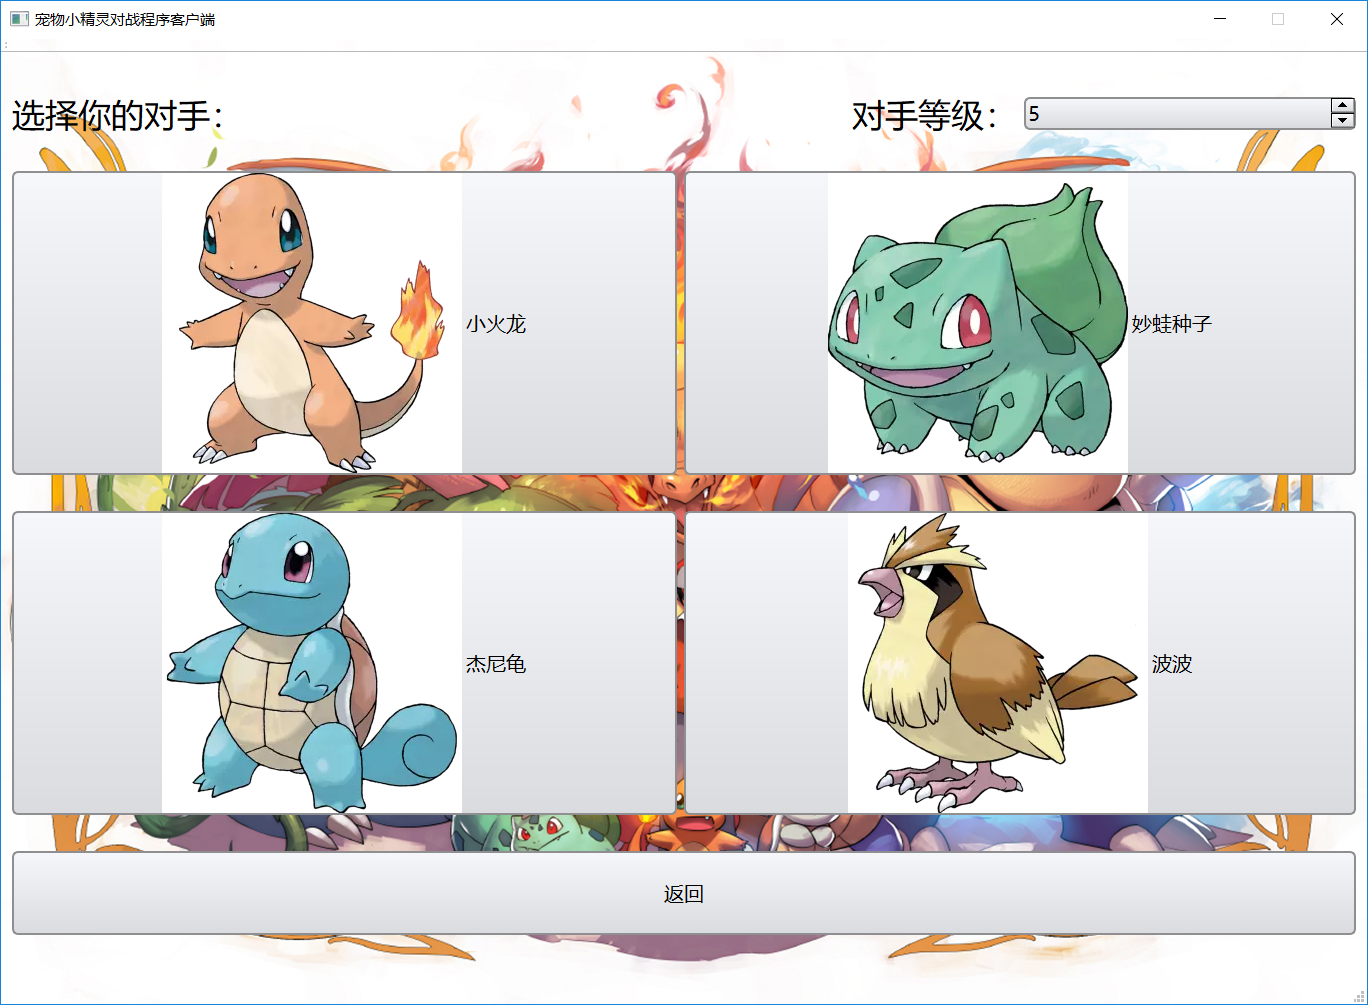 宠物小精灵对战程序客户端
选择你的对手：
对手等级： 5
小火龙
妙蛙种子
杰尼龟
波波
返回